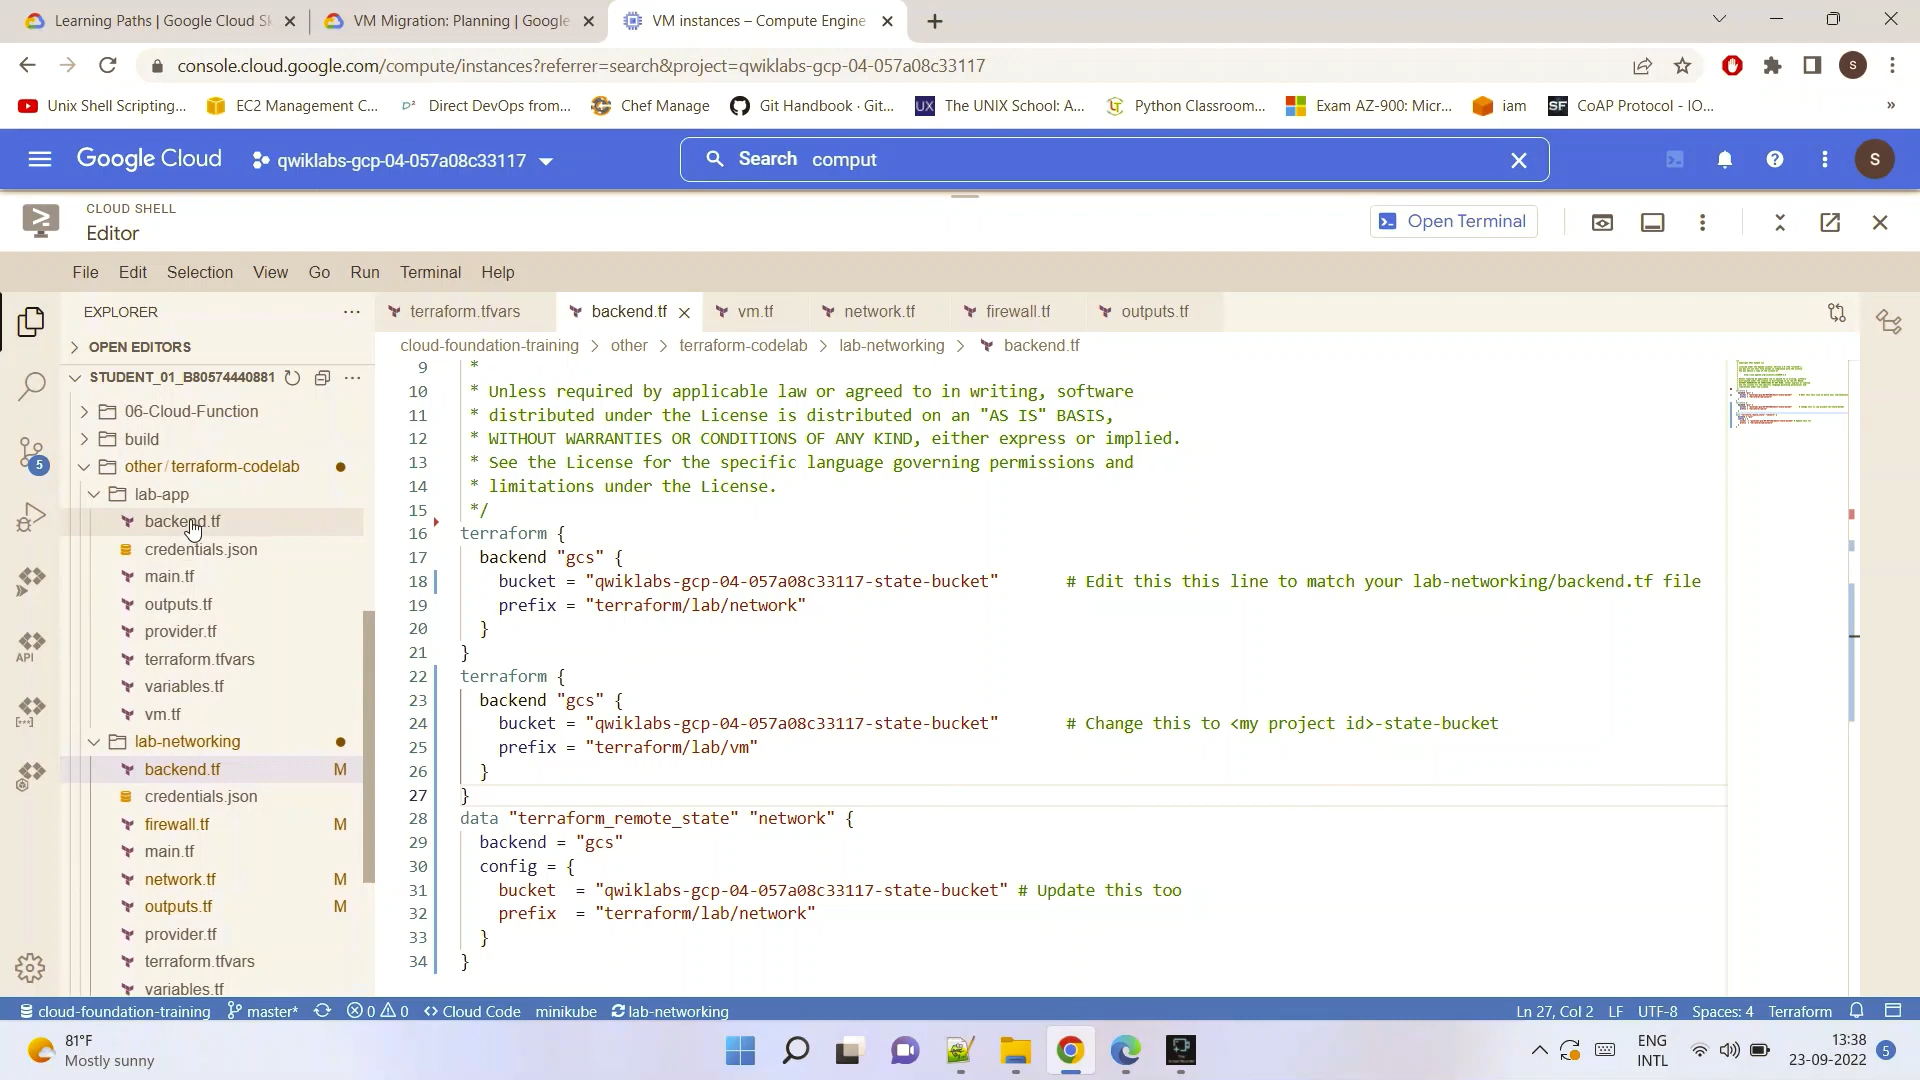 Learning Paths | Google Cloud Sk
VM Migration: Planning | Google
VM instances – Compute Engine
console.cloud.google.com/compute/instances?referrer=search&project=qwiklabs-gcp-04-057a08c33117
S
Unix Shell Scripting...
EC2 Management C...
Direct DevOps from...
Chef Manage
Git Handbook · Git...
The UNIX School: A...
Python Classroom...
Exam AZ-900: Micr...
iam
CoAP Protocol - IO...
Google Cloud
qwiklabs-gcp-04-057a08c33117
Search comput
S
CLOUD SHELL
Editor
Open Terminal
File Edit Selection View Go Run Terminal Help
EXPLORER
OPEN EDITORS
STUDENT_01_B80574440881
06-Cloud-Function
build
other / terraform-codelab
lab-app
backend.tf
credentials.json
main.tf
outputs.tf
provider.tf
terraform.tfvars
variables.tf
vm.tf
lab-networking
backend.tf M
credentials.json
firewall.tf M
main.tf
network.tf M
outputs.tf M
provider.tf
terraform.tfvars
variables.tf
5
API
terraform.tfvars
backend.tf
vm.tf
network.tf
firewall.tf
outputs.tf
cloud-foundation-training > other > terraform-codelab > lab-networking > backend.tf
9 *
10 * Unless required by applicable law or agreed to in writing, software
11 * distributed under the License is distributed on an "AS IS" BASIS,
12 * WITHOUT WARRANTIES OR CONDITIONS OF ANY KIND, either express or implied.
13 * See the License for the specific language governing permissions and
14 * limitations under the License.
15 */
16 terraform {
17 backend "gcs" {
18 bucket = "qwiklabs-gcp-04-057a08c33117-state-bucket" # Edit this this line to match your lab-networking/backend.tf file
19 prefix = "terraform/lab/network"
20 }
21 }
22 terraform {
23 backend "gcs" {
24 bucket = "qwiklabs-gcp-04-057a08c33117-state-bucket" # Change this to <my project id>-state-bucket
25 prefix = "terraform/lab/vm"
26 }
27 }
28 data "terraform_remote_state" "network" {
29 backend = "gcs"
30 config = {
31 bucket = "qwiklabs-gcp-04-057a08c33117-state-bucket" # Update this too
32 prefix = "terraform/lab/network"
33 }
34 }
cloud-foundation-training master* 0 0 Cloud Code minikube lab-networking
Ln 27, Col 2 LF UTF-8 Spaces: 4 Terraform
81°F
Mostly sunny
ENG
INTL
13:38
23-09-2022
5